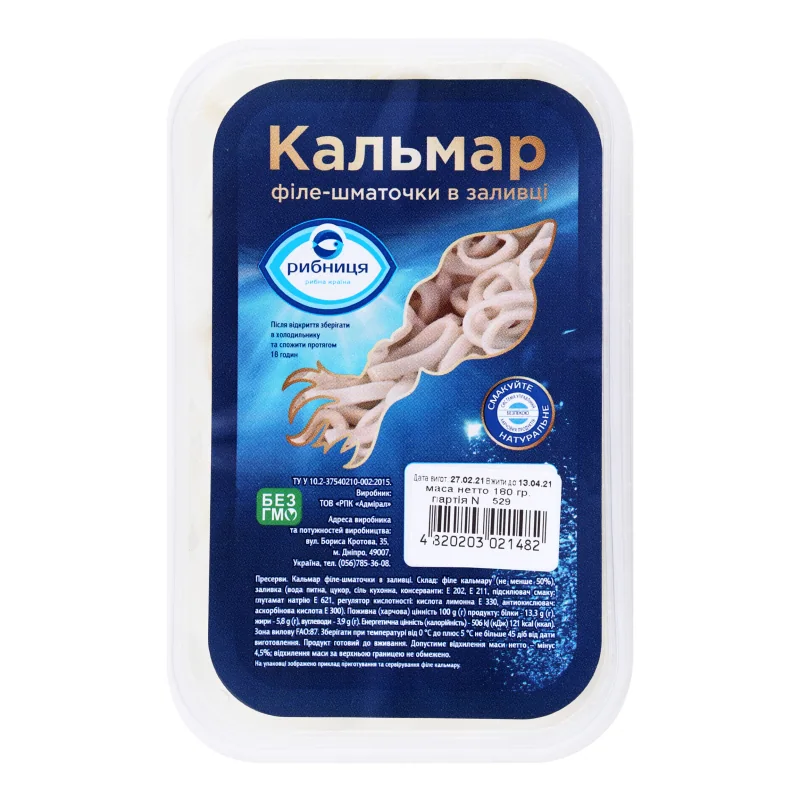 Кальмар
філе-шматочки в заливці
рибниця
рибна країна
Після відкриття зберігати
в холодильнику
та спожити протягом
18 годин
СМАКУЙТЕ
НАТУРАЛЬНЕ
СИСТЕМА УПРАВЛІННЯ
БЕЗПЕКОЮ
ХАРЧОВИХ ПРОДУКТІВ
ТУ У 10.2-37540210-002:2015.
Виробник:
ТОВ «РПК «Адмірал»
БЕЗ
ГМО
Адреса виробника
та потужностей виробництва:
вул. Бориса Кротова, 35,
м. Дніпро, 49007,
Україна, тел. (056)785-36-08.
Дата вигот. 27.02.21 Вжити до 13.04.21
маса нетто 180 гр.
партія N 529
4 820203 021482
Пресерви. Кальмар філе-шматочки в заливці. Склад: філе кальмару (не менше 50%),
заливка (вода питна, цукор, сіль кухонна, консерванти: Е 202, Е 211, підсилювач смаку:
глутамат натрію Е 621, регулятор кислотності: кислота лимонна Е 330, антиокислювач:
аскорбінова кислота Е 300). Поживна (харчова) цінність 100 g (г) продукту: білки - 13,3 g (г),
жири - 5,8 g (г), вуглеводи - 3,9 g (г). Енергетична цінність (калорійність) - 506 kJ (кДж) 121 kcal (ккал).
Зона вилову FAO:87. Зберігати при температурі від 0 °С до плюс 5 °С не більше 45 діб від дати
виготовлення. Продукт готовий до вживання. Допустиме відхилення маси нетто – мінус
4,5%; відхилення маси за верхньою границею не обмежено.
На упаковці зображено приклад приготування та сервірування філе кальмару.